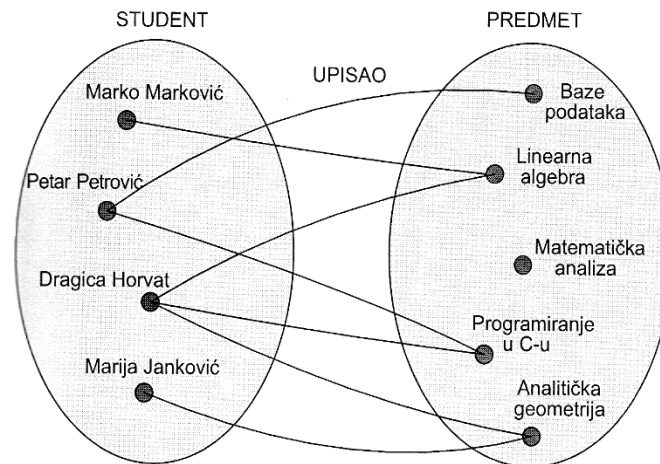 STUDENT
PREDMET
UPISAO
Marko Marković
Petar Petrović
Dragica Horvat
Marija Janković
Baze
podataka
Linearna
algebra
Matematička
analiza
Programiranje
u C-u
Analitička
geometrija